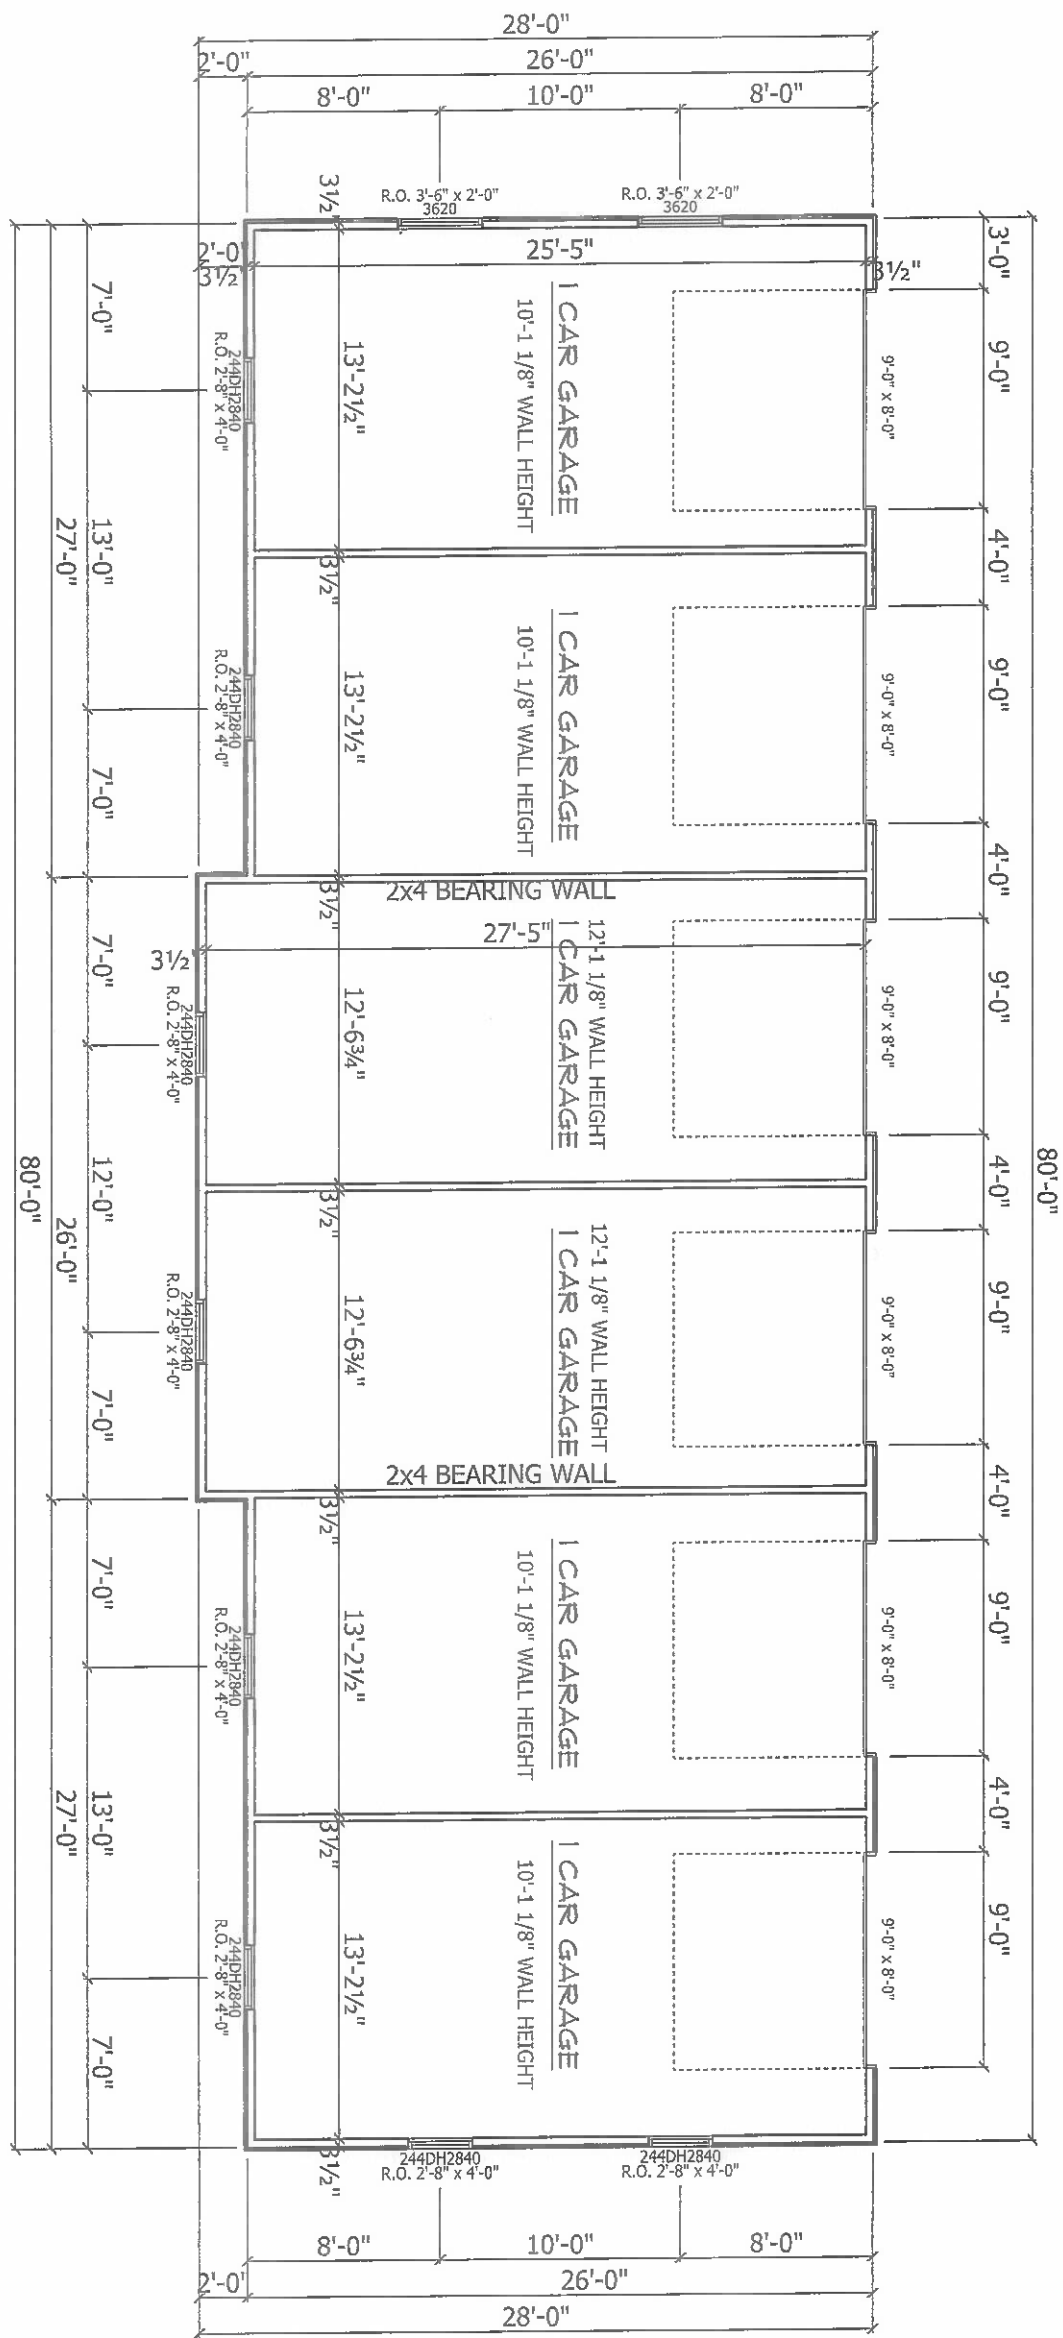 28'-0"
2'-0"
26'-0"
8'-0"
10'-0"
8'-0"
R.O. 3'-6" x 2'-0"
3620
R.O. 3'-6" x 2'-0"
3620
3½"
2'-0"
3½"
25'-5"
3½"
80'-0"
3'-0"
9'-0"
4'-0"
9'-0"
4'-0"
9'-0"
4'-0"
9'-0"
4'-0"
9'-0"
4'-0"
9'-0"
9'-0" x 8'-0"
9'-0" x 8'-0"
9'-0" x 8'-0"
9'-0" x 8'-0"
9'-0" x 8'-0"
9'-0" x 8'-0"
1 CAR GARAGE
10'-1 1/8" WALL HEIGHT
1 CAR GARAGE
10'-1 1/8" WALL HEIGHT
2x4 BEARING WALL
27'-5"
12'-1 1/8" WALL HEIGHT
1 CAR GARAGE
12'-1 1/8" WALL HEIGHT
1 CAR GARAGE
2x4 BEARING WALL
1 CAR GARAGE
10'-1 1/8" WALL HEIGHT
1 CAR GARAGE
10'-1 1/8" WALL HEIGHT
13'-2½"
3½"
13'-2½"
3½"
12'-6¾"
3½"
12'-6¾"
3½"
13'-2½"
3½"
13'-2½"
3½"
3½
244DH2840
R.O. 2'-8" x 4'-0"
244DH2840
R.O. 2'-8" x 4'-0"
244DH2840
R.O. 2'-8" x 4'-0"
244DH2840
R.O. 2'-8" x 4'-0"
244DH2840
R.O. 2'-8" x 4'-0"
244DH2840
R.O. 2'-8" x 4'-0"
7'-0"
13'-0"
7'-0"
7'-0"
12'-0"
7'-0"
7'-0"
13'-0"
7'-0"
27'-0"
26'-0"
27'-0"
80'-0"
244DH2840
R.O. 2'-8" x 4'-0"
244DH2840
R.O. 2'-8" x 4'-0"
8'-0"
10'-0"
8'-0"
2'-0"
26'-0"
28'-0"